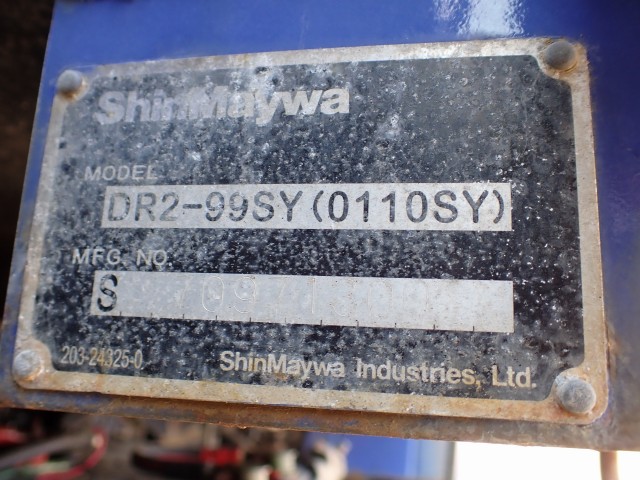 ShinMaywa
MODEL
DR2-99SY(0110SY)
MFG. NO.
S
203-24325-0
ShinMaywa Industries, Ltd.